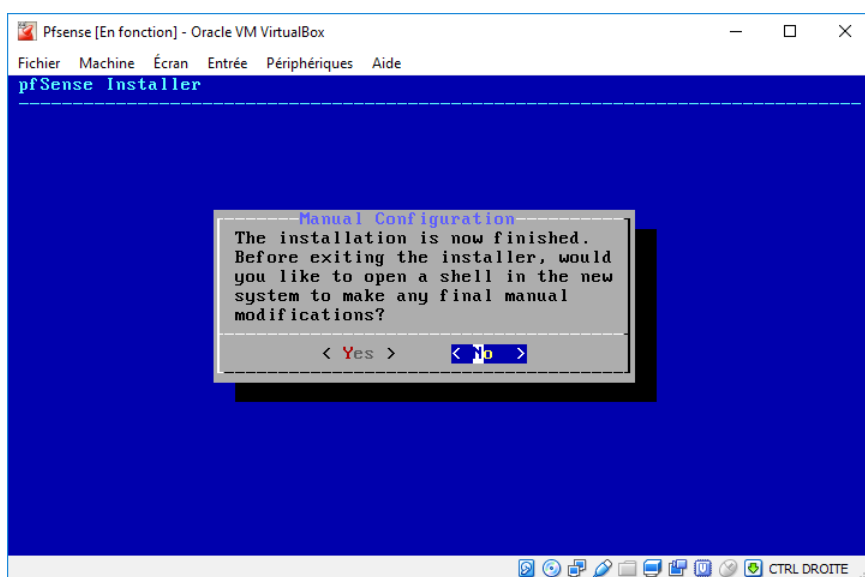 Pfsense [En fonction] - Oracle VM VirtualBox
Fichier Machine Écran Entrée Périphériques Aide
pfSense Installer
Manual Configuration
The installation is now finished.
Before exiting the installer, would
you like to open a shell in the new
system to make any final manual
modifications?
< Yes > < No >
CTRL DROITE